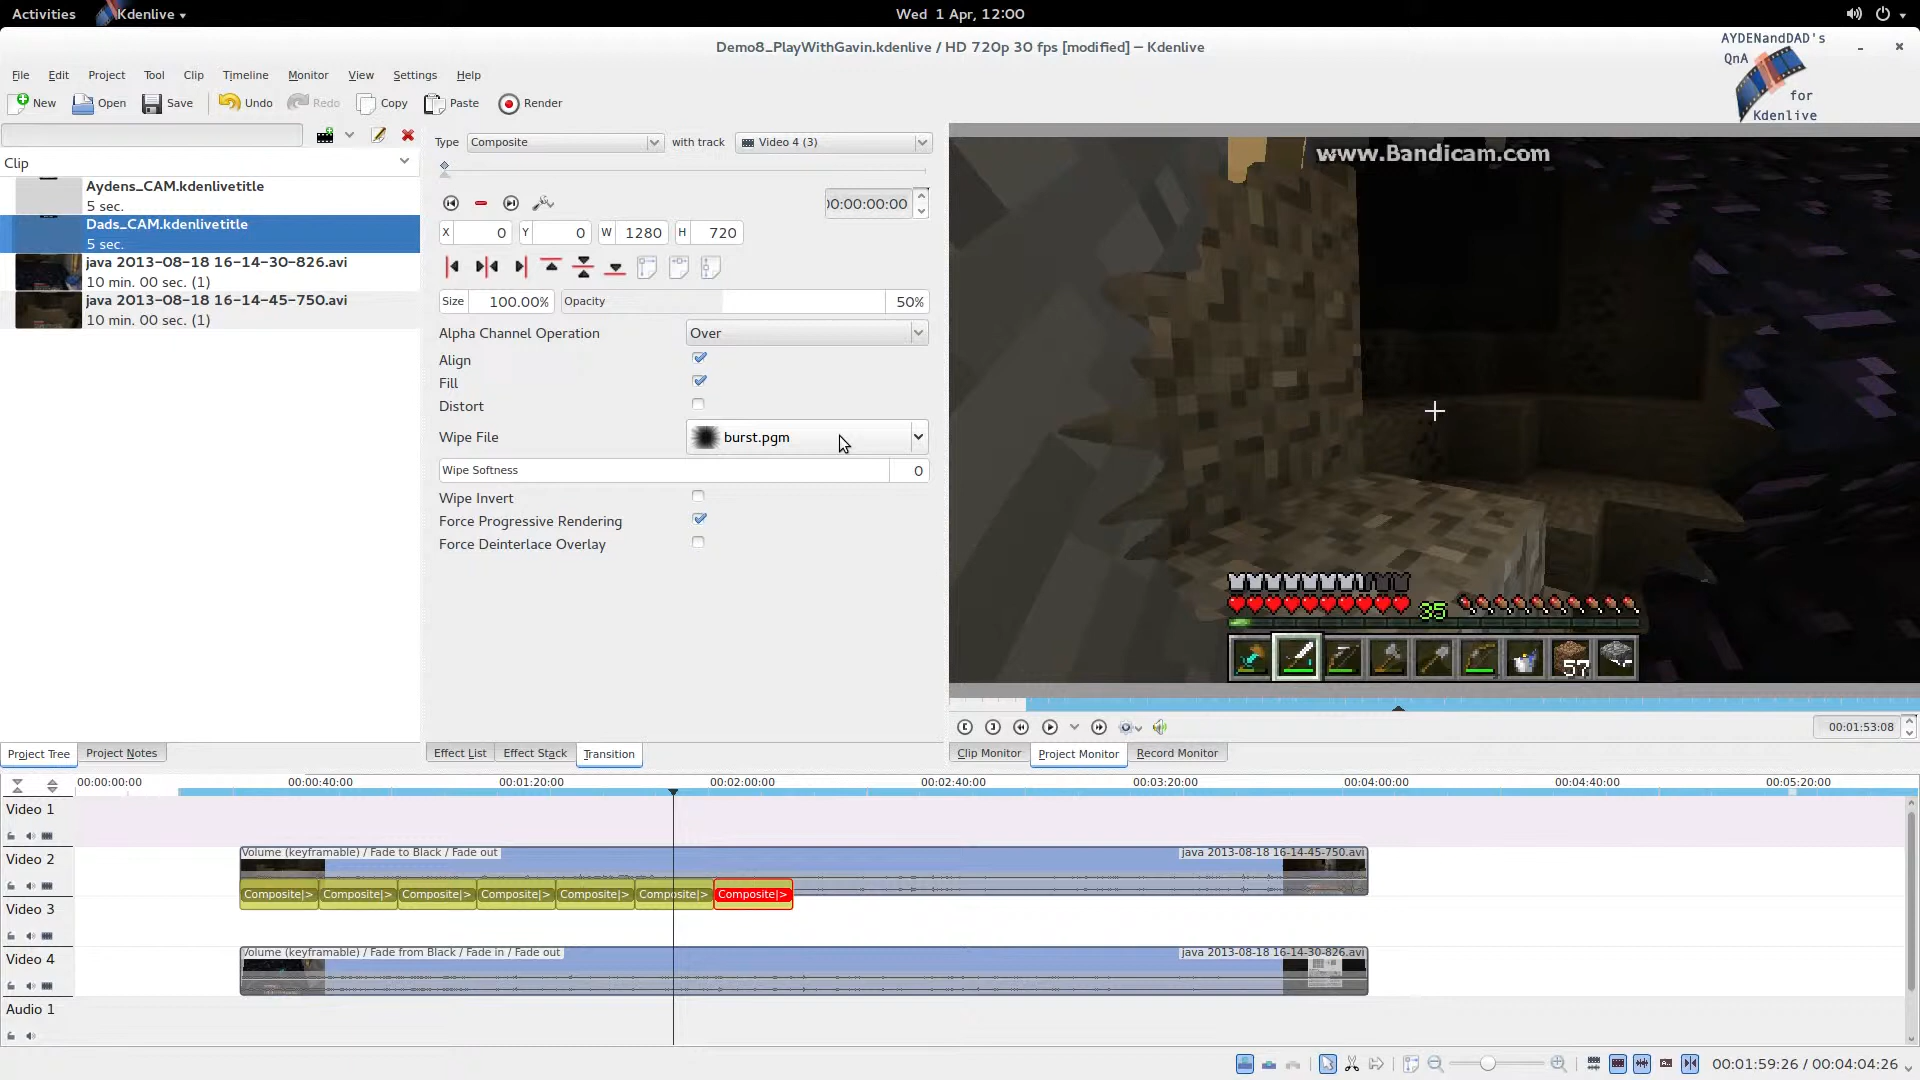 Activities
Kdenlive
Wed 1 Apr, 12:00
Demo8_PlayWithGavin.kdenlive / HD 720p 30 fps [modified] – Kdenlive
AYDENandDAD's
QnA
for
Kdenlive
File Edit Project Tool Clip Timeline Monitor View Settings Help
New Open Save Undo Redo Copy Paste Render
Type Composite with track Video 4 (3)
www.Bandicam.com
Clip
Aydens_CAM.kdenlivetitle
5 sec.
Dads_CAM.kdenlivetitle
5 sec.
java 2013-08-18 16-14-30-826.avi
10 min. 00 sec. (1)
java 2013-08-18 16-14-45-750.avi
10 min. 00 sec. (1)
00:00:00:00
X 0 Y 0 W 1280 H 720
Size 100.00% Opacity 50%
Alpha Channel Operation Over
Align
Fill
Distort
Wipe File burst.pgm
Wipe Softness 0
Wipe Invert
Force Progressive Rendering
Force Deinterlace Overlay
35
57
00:01:53:08
Project Tree Project Notes
Effect List Effect Stack Transition
Clip Monitor Project Monitor Record Monitor
00:00:00:00 00:00:40:00 00:01:20:00 00:02:00:00 00:02:40:00 00:03:20:00 00:04:00:00 00:04:40:00 00:05:20:00
Video 1
Video 2
Volume (keyframable) / Fade to Black / Fade out
java 2013-08-18 16-14-45-750.avi
Composite|> Composite|> Composite|> Composite|> Composite|> Composite|> Composite|>
Video 3
Video 4
Volume (keyframable) / Fade from Black / Fade in / Fade out
java 2013-08-18 16-14-30-826.avi
Audio 1
00:01:59:26 / 00:04:04:26